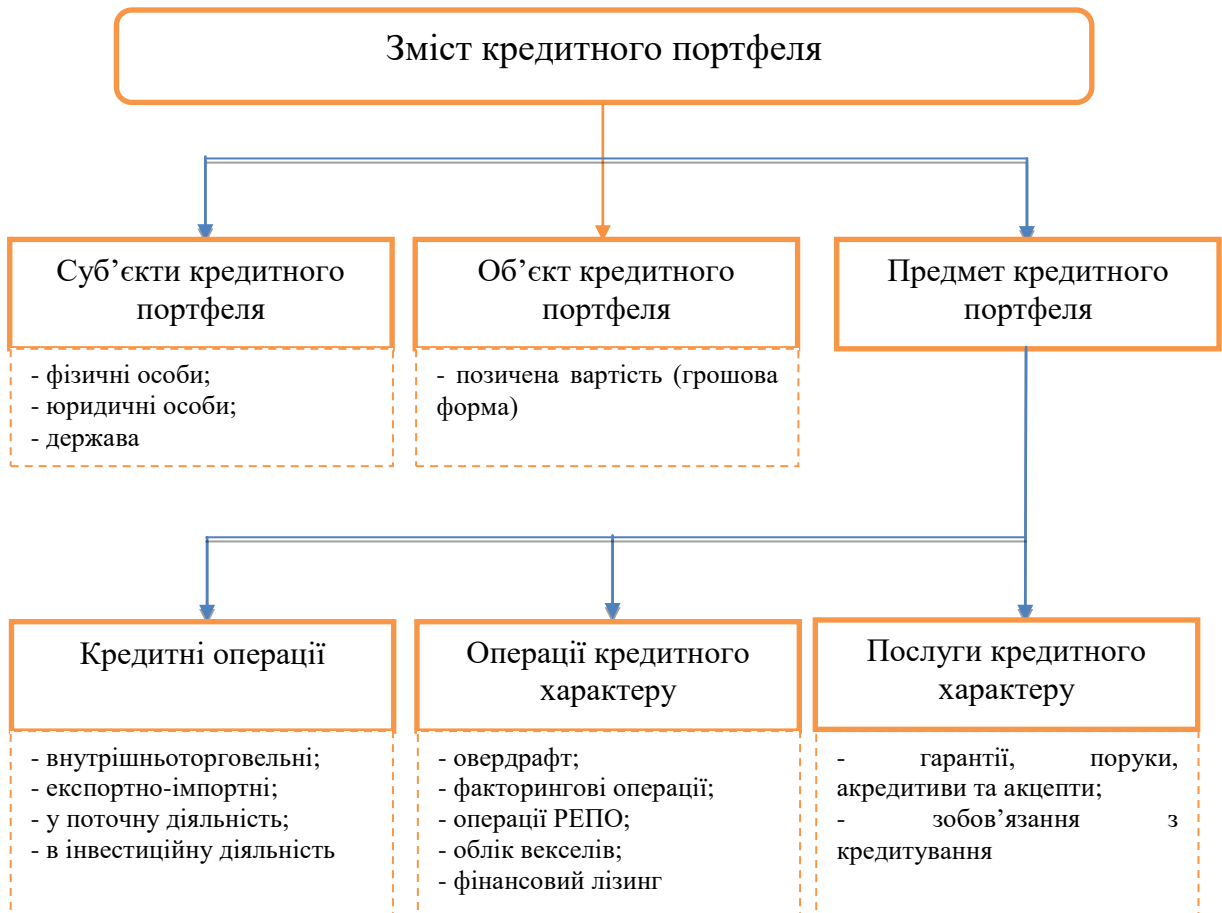 Зміст кредитного портфеля
Суб’єкти кредитного
портфеля
- фізичні особи;
- юридичні особи;
- держава
Об’єкт кредитного
портфеля
- позичена вартість (грошова
форма)
Предмет кредитного
портфеля
Кредитні операції
- внутрішньоторговельні;
- експортно-імпортні;
- у поточну діяльність;
- в інвестиційну діяльність
Операції кредитного
характеру
- овердрафт;
- факторингові операції;
- операції РЕПО;
- облік векселів;
- фінансовий лізинг
Послуги кредитного
характеру
- гарантії, поруки,
акредитиви та акцепти;
- зобов’язання з
кредитування